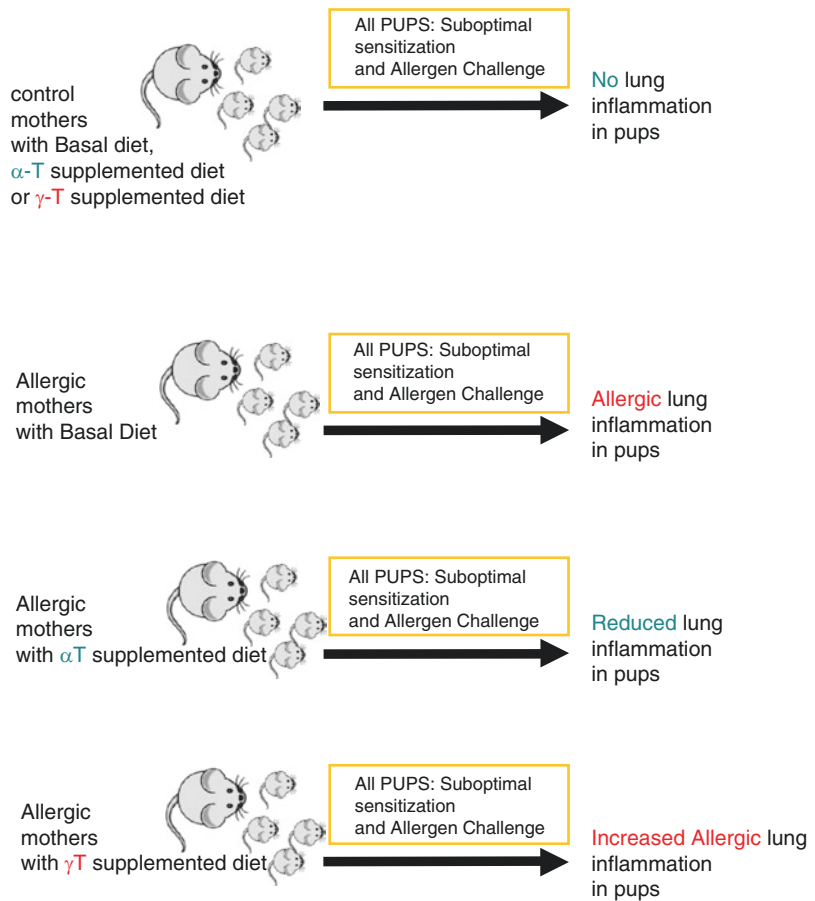 control
mothers
with Basal diet,
α-T supplemented diet
or γ-T supplemented diet
All PUPS: Suboptimal
sensitization
and Allergen Challenge
No lung
inflammation
in pups
Allergic
mothers
with Basal Diet
All PUPS: Suboptimal
sensitization
and Allergen Challenge
Allergic lung
inflammation
in pups
Allergic
mothers
with αT supplemented diet
All PUPS: Suboptimal
sensitization
and Allergen Challenge
Reduced lung
inflammation
in pups
Allergic
mothers
with γT supplemented diet
All PUPS: Suboptimal
sensitization
and Allergen Challenge
Increased Allergic lung
inflammation
in pups